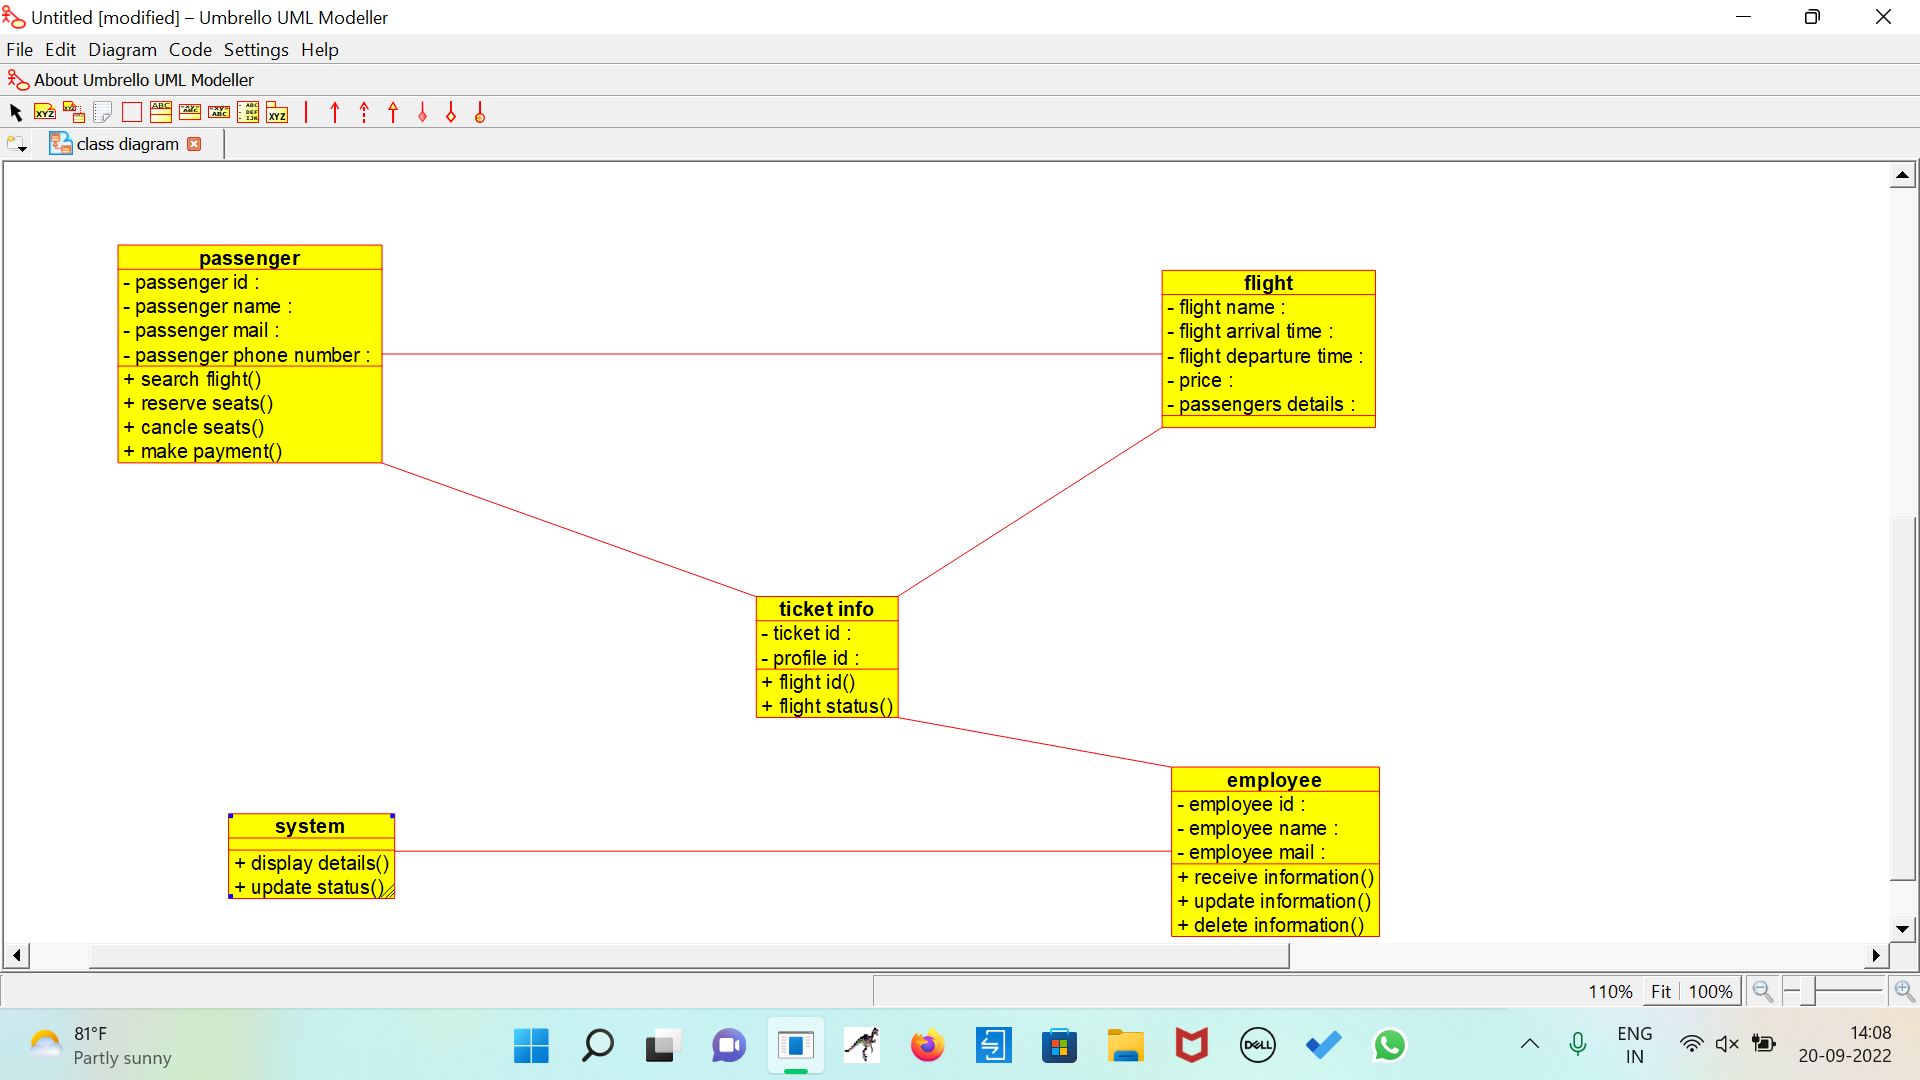 Untitled [modified] – Umbrello UML Modeller
File Edit Diagram Code Settings Help
About Umbrello UML Modeller
class diagram
passenger
- passenger id :
- passenger name :
- passenger mail :
- passenger phone number :
+ search flight()
+ reserve seats()
+ cancle seats()
+ make payment()
flight
- flight name :
- flight arrival time :
- flight departure time :
- price :
- passengers details :
ticket info
- ticket id :
- profile id :
+ flight id()
+ flight status()
system
+ display details()
+ update status()
employee
- employee id :
- employee name :
- employee mail :
+ receive information()
+ update information()
+ delete information()
110% Fit 100%
81°F
Partly sunny
DELL
ENG
IN
14:08
20-09-2022